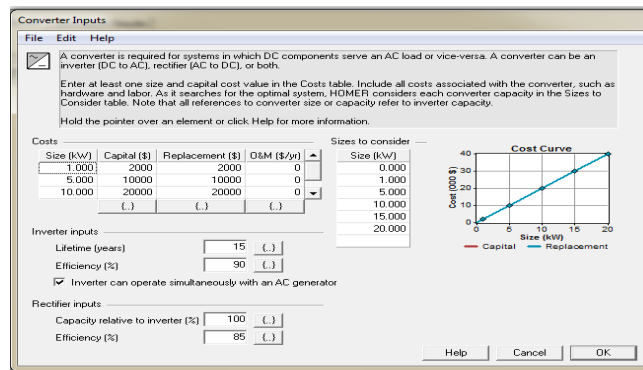 Converter Inputs
File Edit Help
A converter is required for systems in which DC components serve an AC load or vice-versa. A converter can be an
inverter (DC to AC), rectifier (AC to DC), or both.
Enter at least one size and capital cost value in the Costs table. Include all costs associated with the converter, such as
hardware and labor. As it searches for the optimal system, HOMER considers each converter capacity in the Sizes to
Consider table. Note that all references to converter size or capacity refer to inverter capacity.
Hold the pointer over an element or click Help for more information.
Costs
Size (kW) Capital ($) Replacement ($) O&M ($/yr)
1.000 2000 2000 0
5.000 10000 10000 0
10.000 20000 20000 0
{..} {..} {..}
Sizes to consider
Size (kW)
0.000
1.000
5.000
10.000
15.000
20.000
Cost Curve
Cost (000 $)
40
30
20
10
0
0 5 10 15 20
Size (kW)
Capital Replacement
Inverter inputs
Lifetime (years) 15 {..}
Efficiency (%) 90 {..}
Inverter can operate simultaneously with an AC generator
Rectifier inputs
Capacity relative to inverter (%) 100 {..}
Efficiency (%) 85 {..}
Help Cancel OK